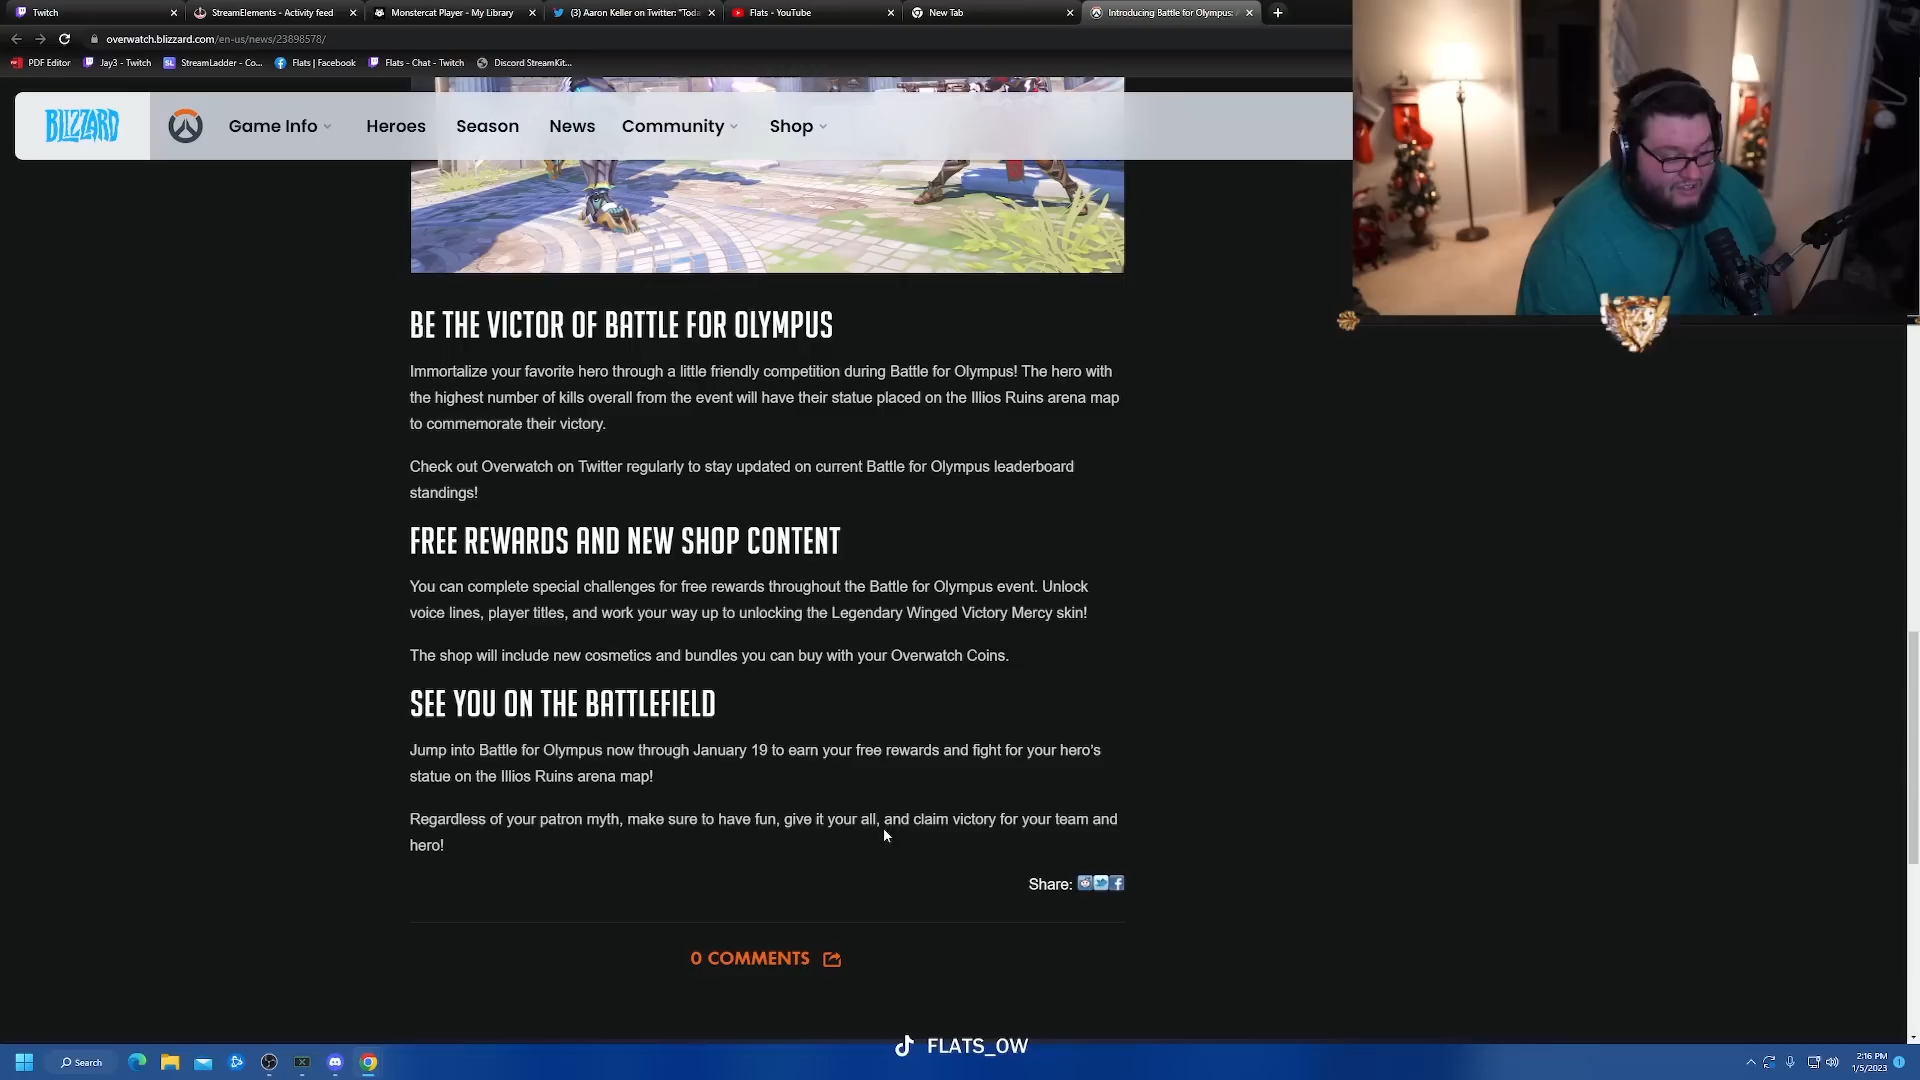 Twitch
StreamElements - Activity feed
Monstercat Player - My Library
(3) Aaron Keller on Twitter: "Toda
Flats - YouTube
New Tab
Introducing Battle for Olympus:
overwatch.blizzard.com/en-us/news/23898578/
PDF Editor
Jay3 - Twitch
StreamLadder - Co...
Flats | Facebook
Flats - Chat - Twitch
Discord StreamKit...
BLIZZARD
Game Info
Heroes
Season
News
Community
Shop
BE THE VICTOR OF BATTLE FOR OLYMPUS
Immortalize your favorite hero through a little friendly competition during Battle for Olympus! The hero with
the highest number of kills overall from the event will have their statue placed on the Illios Ruins arena map
to commemorate their victory.
Check out Overwatch on Twitter regularly to stay updated on current Battle for Olympus leaderboard
standings!
FREE REWARDS AND NEW SHOP CONTENT
You can complete special challenges for free rewards throughout the Battle for Olympus event. Unlock
voice lines, player titles, and work your way up to unlocking the Legendary Winged Victory Mercy skin!
The shop will include new cosmetics and bundles you can buy with your Overwatch Coins.
SEE YOU ON THE BATTLEFIELD
Jump into Battle for Olympus now through January 19 to earn your free rewards and fight for your hero's
statue on the Illios Ruins arena map!
Regardless of your patron myth, make sure to have fun, give it your all, and claim victory for your team and
hero!
Share:
0 COMMENTS
FLATS_OW
Search
2:16 PM
1/5/2023